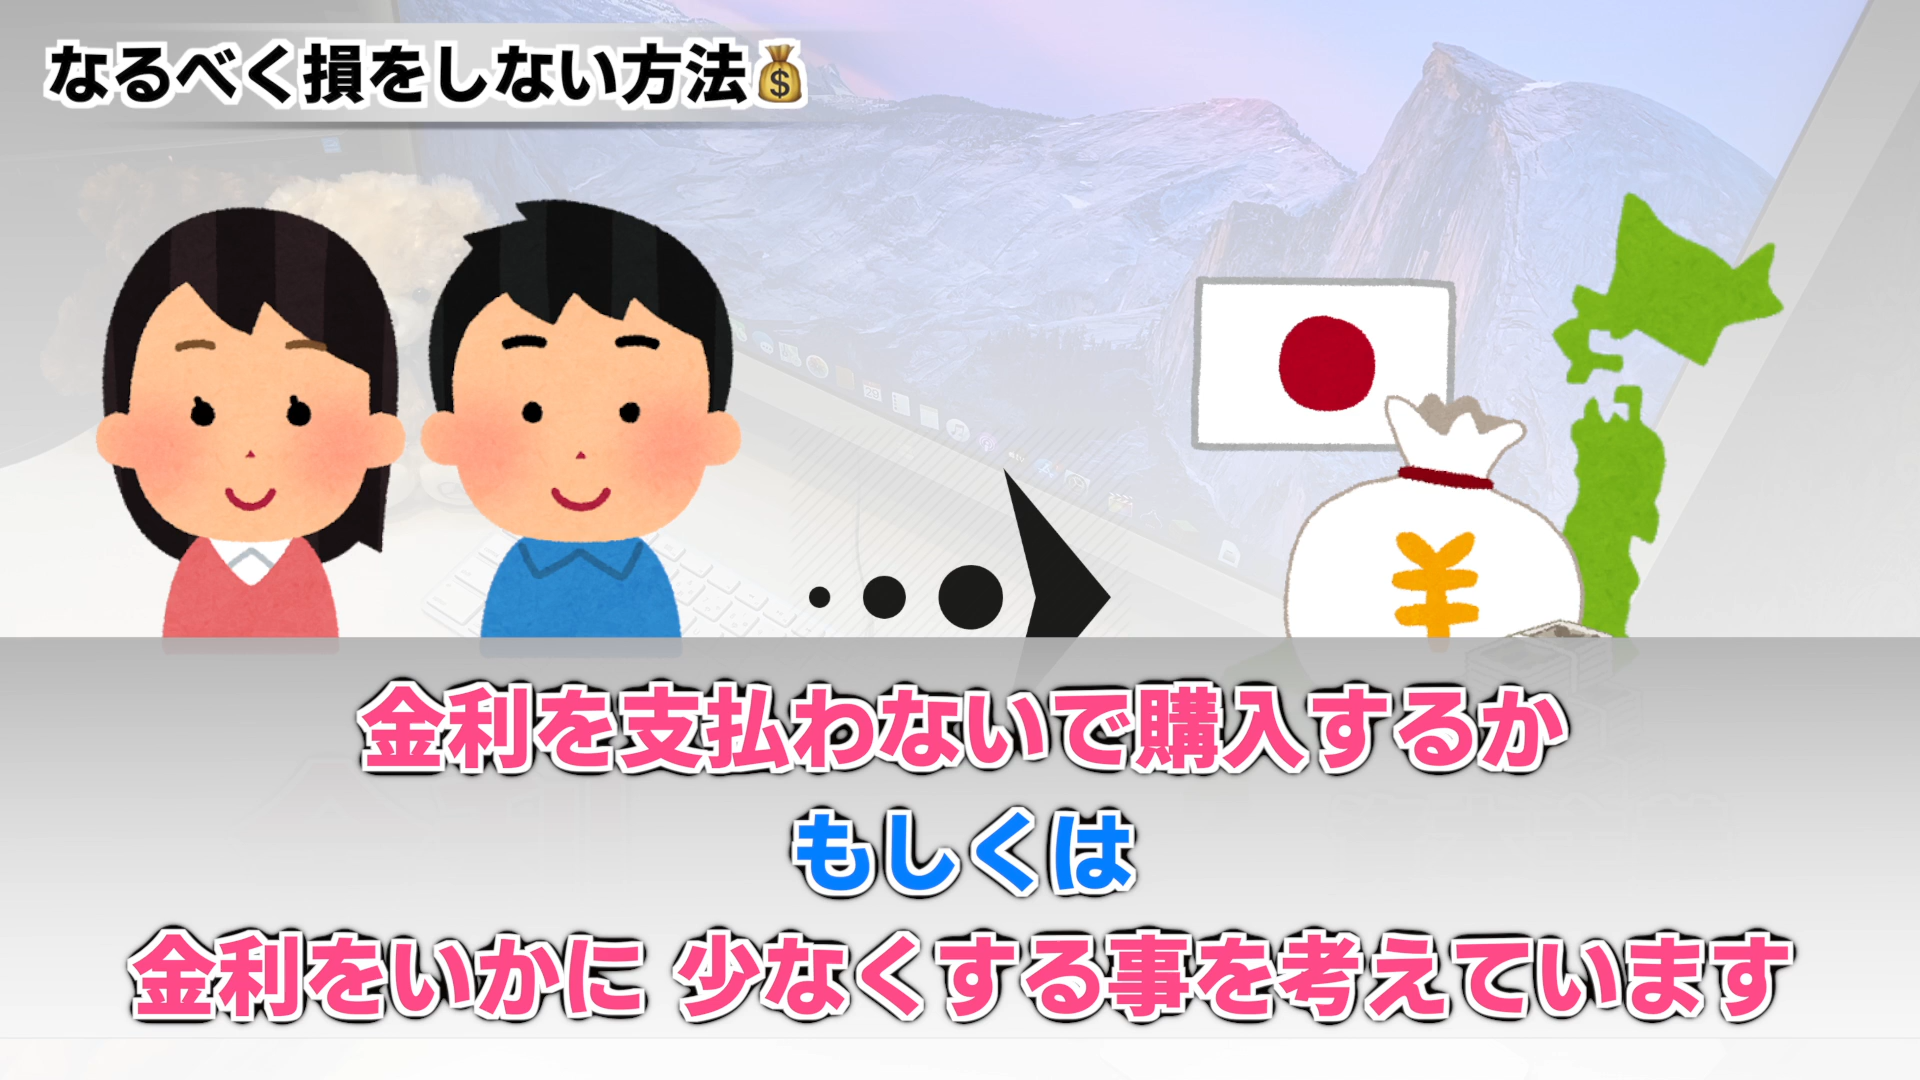 なるべく損をしない方法💰
¥
金利を支払わないで購入するか
もしくは
金利をいかに 少なくする事を考えています